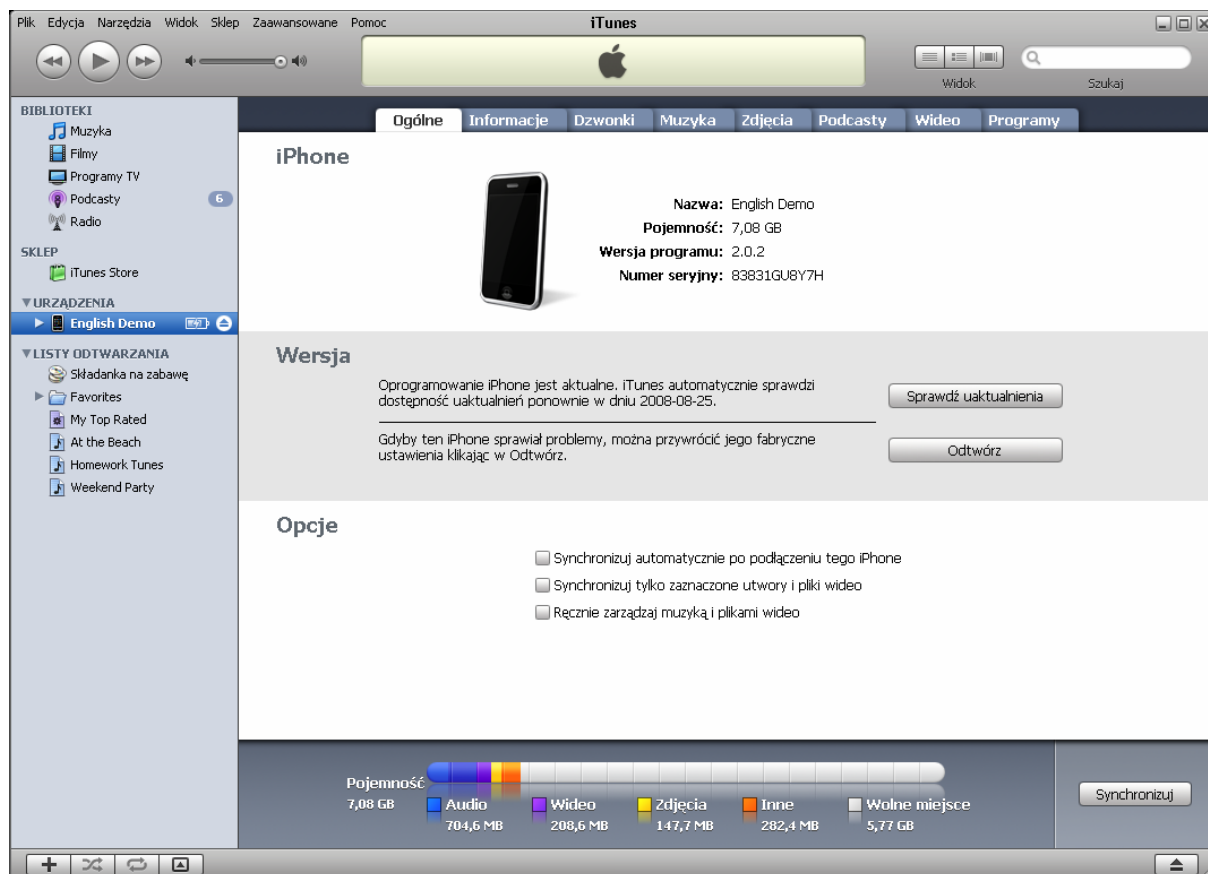 Plik Edycja Narzędzia Widok Sklep Zaawansowane Pomoc
iTunes
Widok
Szukaj
BIBLIOTEKI
Muzyka
Filmy
Programy TV
Podcasty 6
Radio
SKLEP
iTunes Store
URZĄDZENIA
English Demo
LISTY ODTWARZANIA
Składanka na zabawę
Favorites
My Top Rated
At the Beach
Homework Tunes
Weekend Party
Ogólne Informacje Dzwonki Muzyka Zdjęcia Podcasty Wideo Programy
iPhone
Nazwa: English Demo
Pojemność: 7,08 GB
Wersja programu: 2.0.2
Numer seryjny: 83831GU8Y7H
Wersja
Oprogramowanie iPhone jest aktualne. iTunes automatycznie sprawdzi
dostępność uaktualnień ponownie w dniu 2008-08-25.
Sprawdź uaktualnienia
Gdyby ten iPhone sprawiał problemy, można przywrócić jego fabryczne
ustawienia klikając w Odtwórz.
Odtwórz
Opcje
Synchronizuj automatycznie po podłączeniu tego iPhone
Synchronizuj tylko zaznaczone utwory i pliki wideo
Ręcznie zarządzaj muzyką i plikami wideo
Pojemność
7,08 GB
Audio
704,6 MB
Wideo
208,6 MB
Zdjęcia
147,7 MB
Inne
282,4 MB
Wolne miejsce
5,77 GB
Synchronizuj